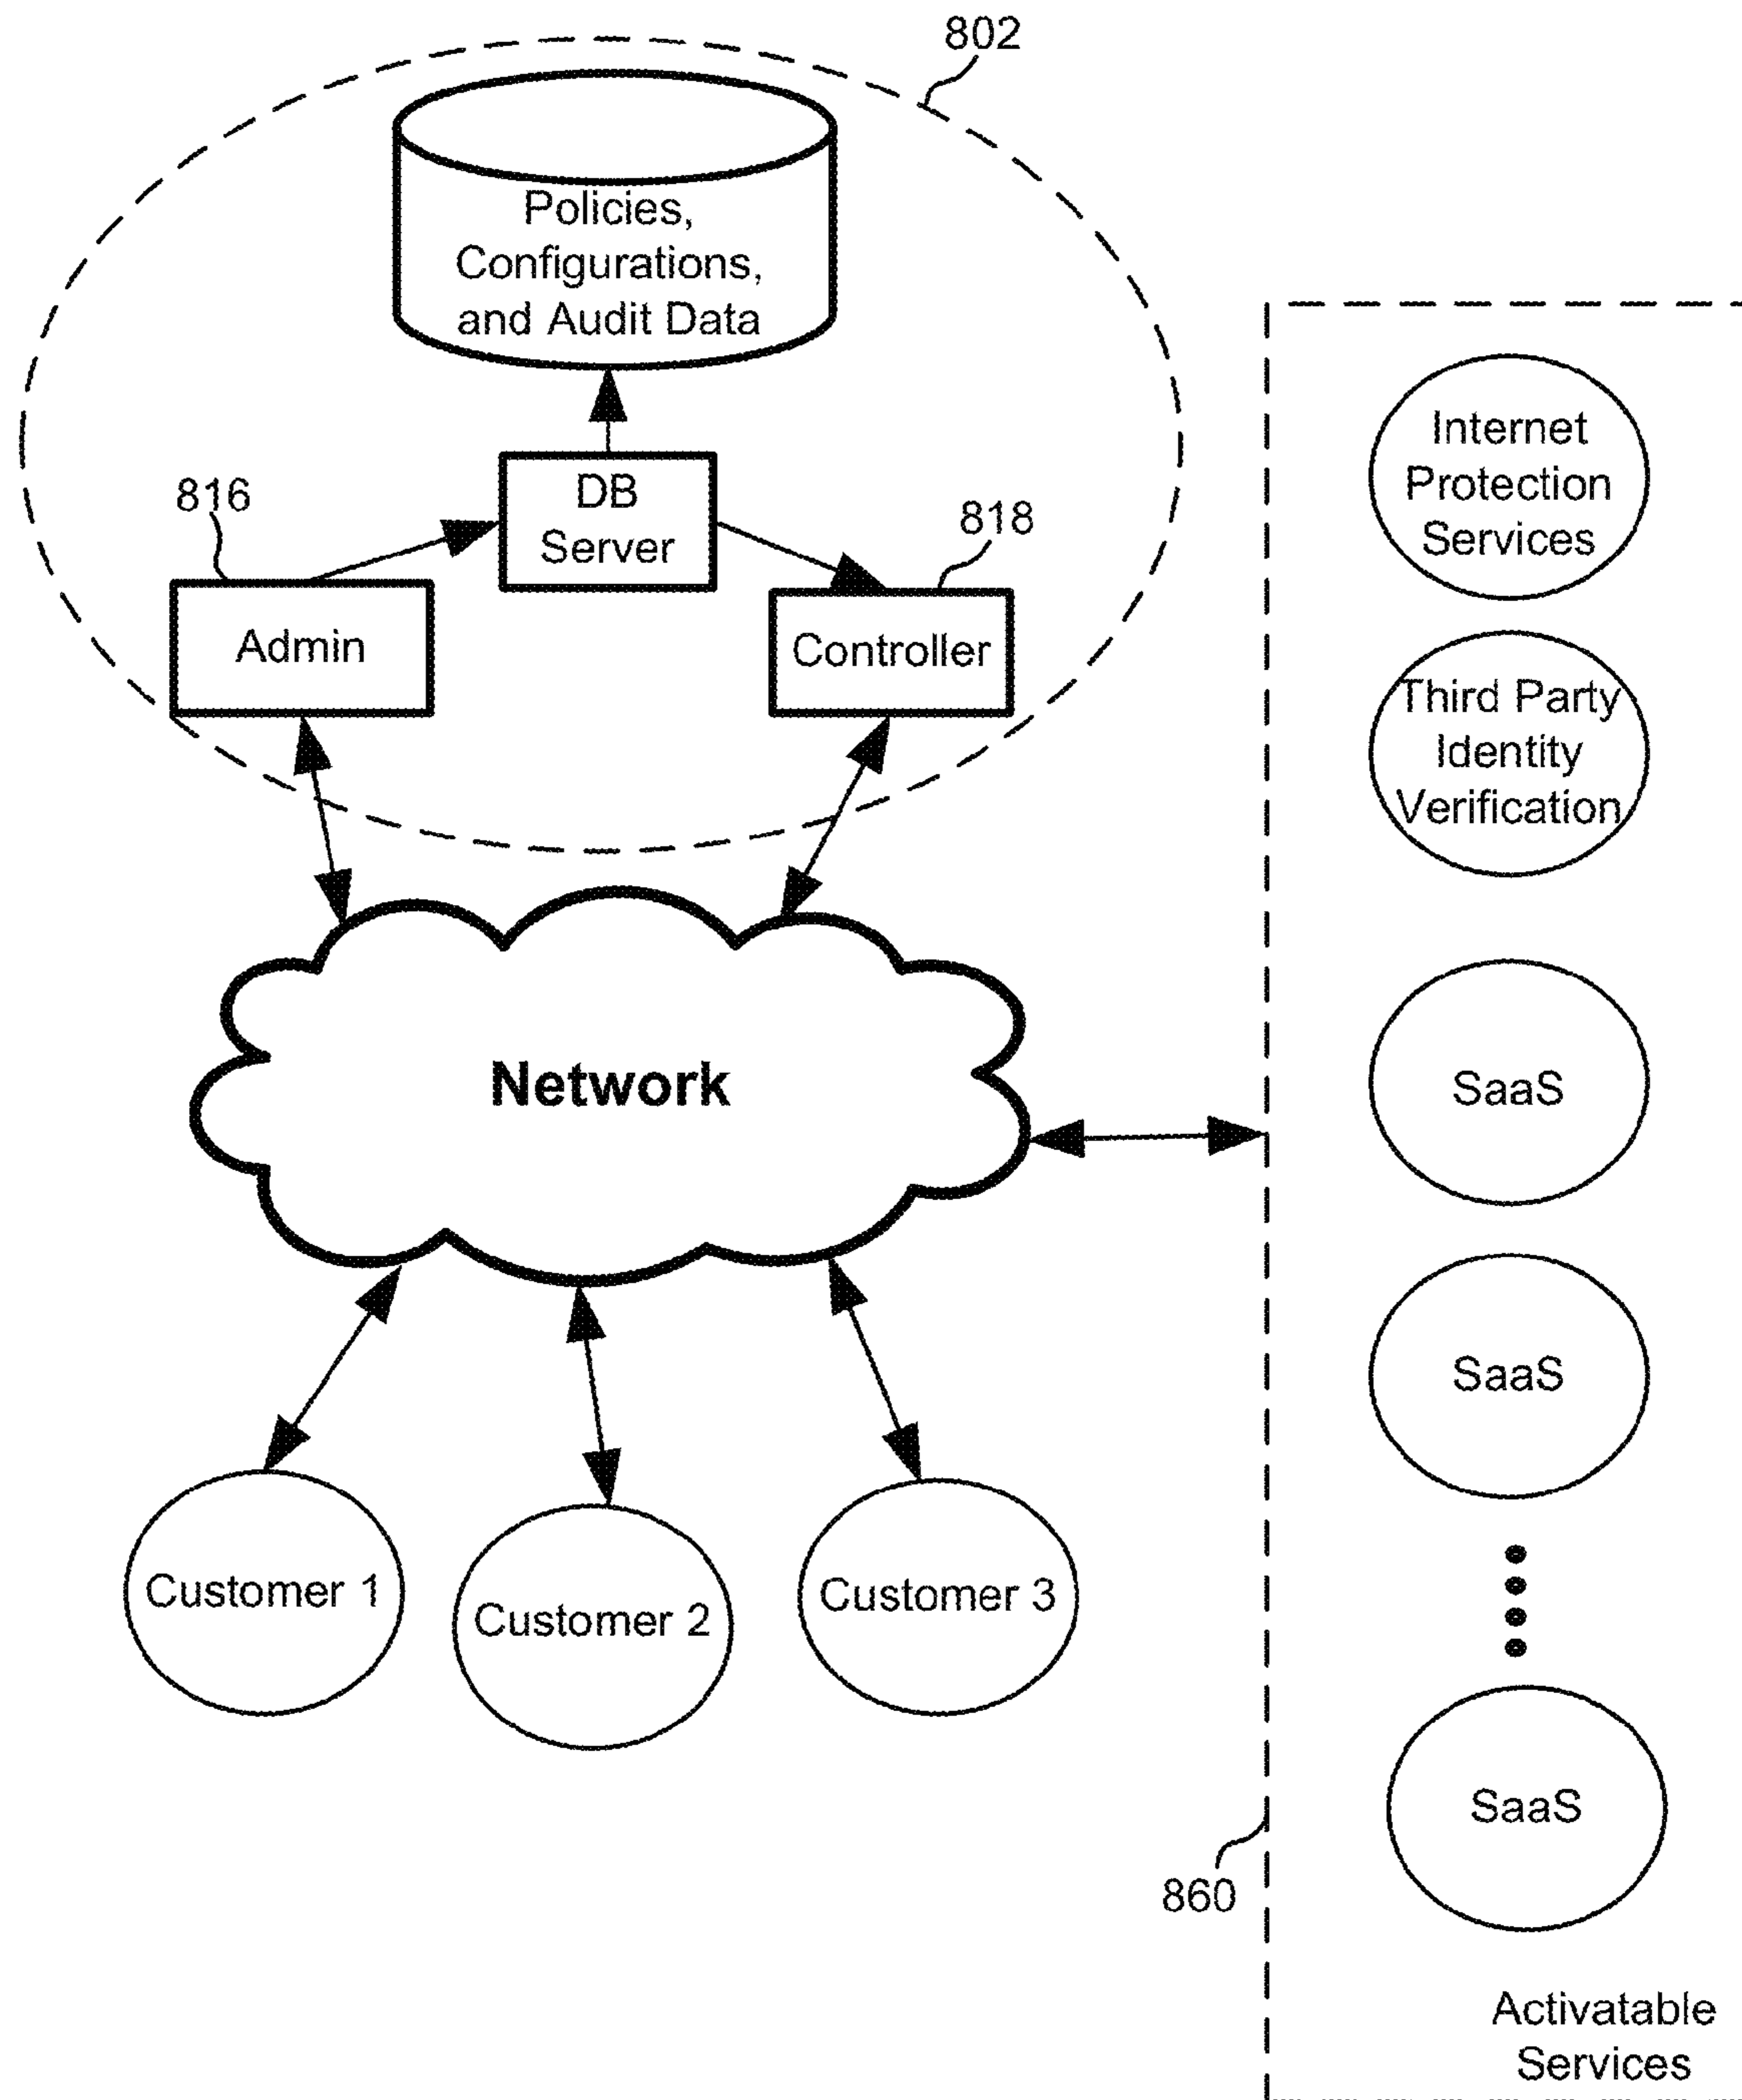 802
Policies,
Configurations,
and Audit Data
816
DB
Server
818
Admin
Controller
Internet
Protection
Services
Third Party
Identity
Verification
Network
SaaS
SaaS
Customer 1
Customer 2
Customer 3
SaaS
860
Activatable
Services